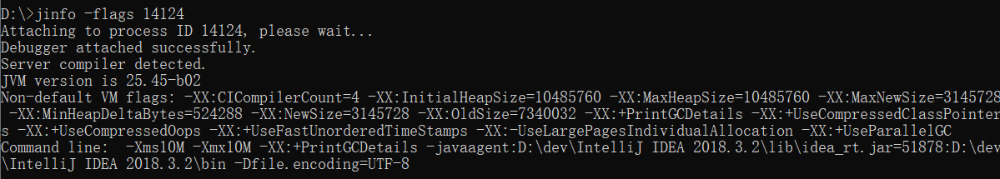 D:\>jinfo -flags 14124
Attaching to process ID 14124, please wait...
Debugger attached successfully.
Server compiler detected.
JVM version is 25.45-b02
Non-default VM flags: -XX:CICompilerCount=4 -XX:InitialHeapSize=10485760 -XX:MaxHeapSize=10485760 -XX:MaxNewSize=3145728
 -XX:MinHeapDeltaBytes=524288 -XX:NewSize=3145728 -XX:OldSize=7340032 -XX:+PrintGCDetails -XX:+UseCompressedClassPointer
s -XX:+UseCompressedOops -XX:+UseFastUnorderedTimeStamps -XX:-UseLargePagesIndividualAllocation -XX:+UseParallelGC
Command line:  -Xms10M -Xmx10M -XX:+PrintGCDetails -javaagent:D:\dev\IntelliJ IDEA 2018.3.2\lib\idea_rt.jar=51878:D:\dev
\IntelliJ IDEA 2018.3.2\bin -Dfile.encoding=UTF-8